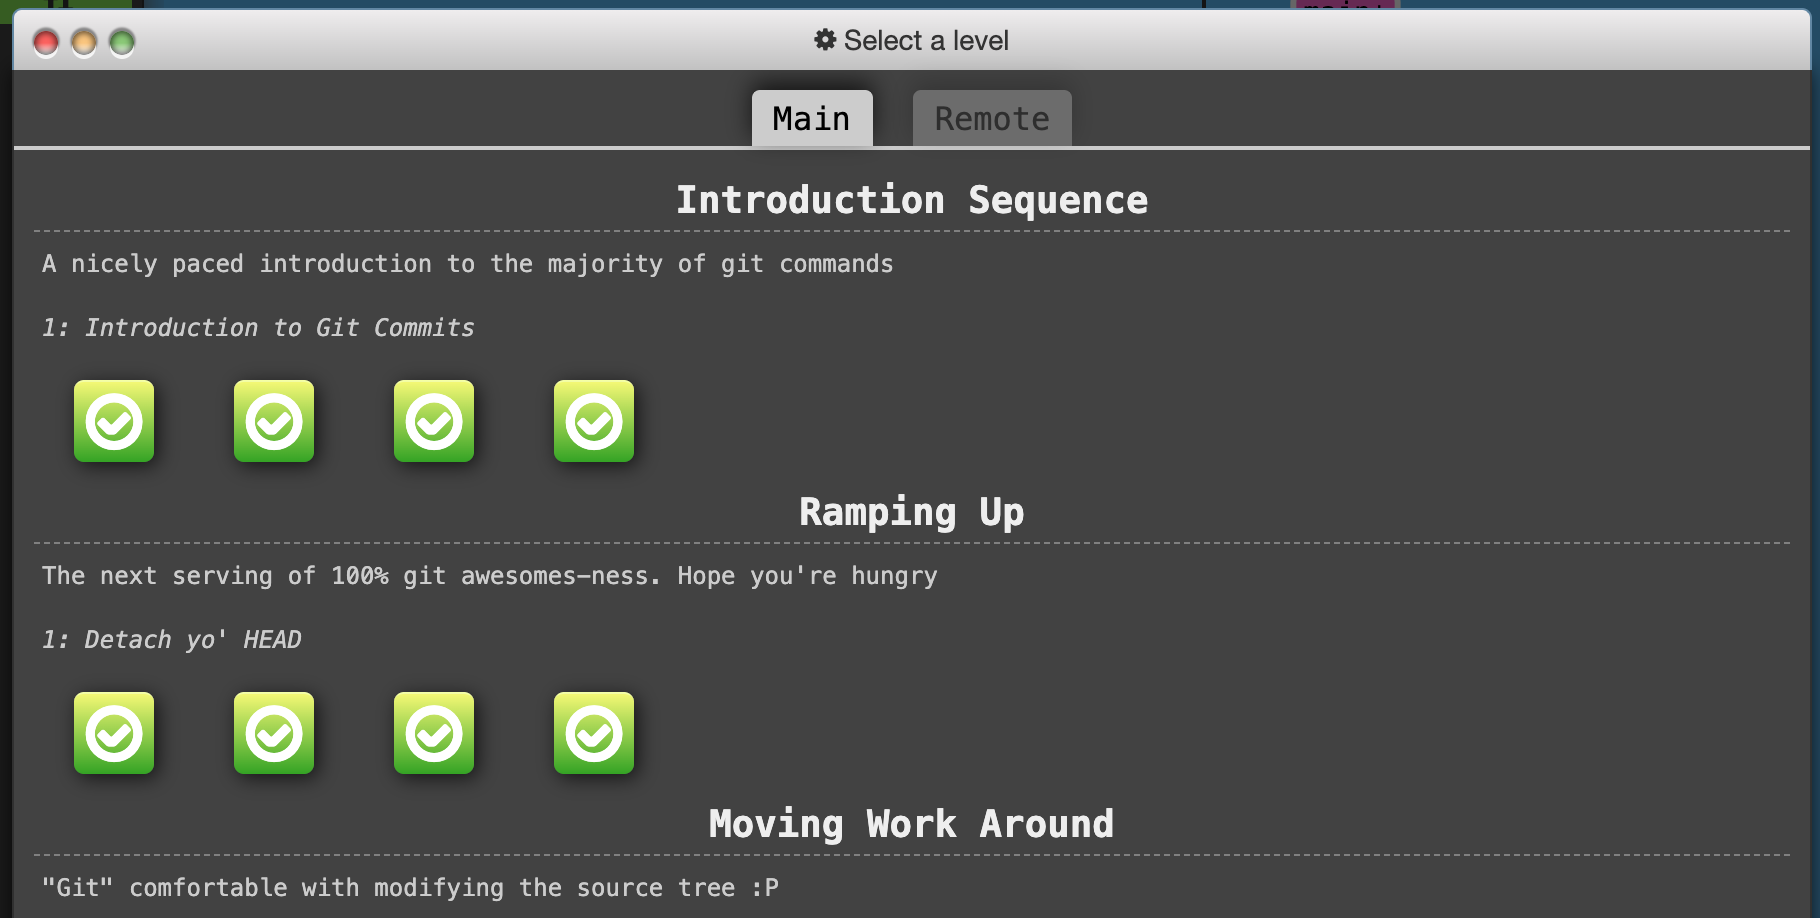 Select a level
Main Remote
Introduction Sequence
A nicely paced introduction to the majority of git commands
1: Introduction to Git Commits
Ramping Up
The next serving of 100% git awesomes-ness. Hope you're hungry
1: Detach yo' HEAD
Moving Work Around
"Git" comfortable with modifying the source tree :P